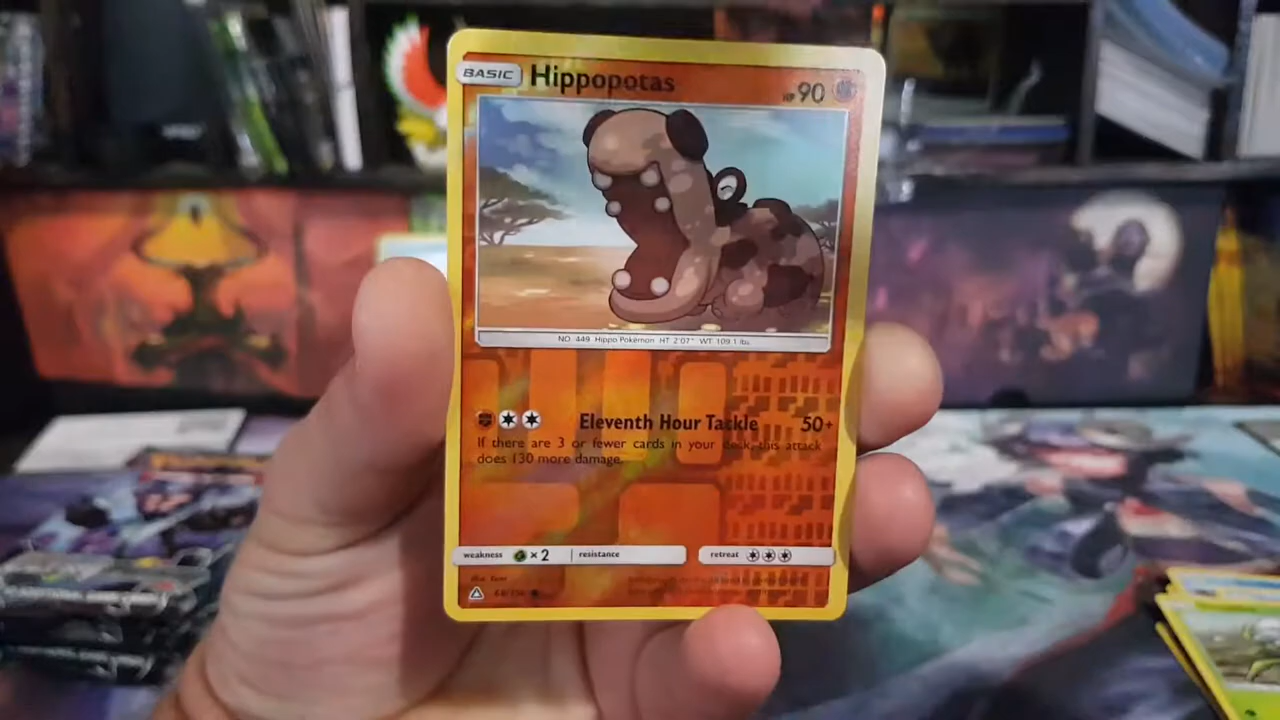 BASIC Hippopotas HP 90
NO. 449 Hippo Pokémon HT 2'07" WT 109.1 lbs.
Eleventh Hour Tackle 50+
If there are 3 or fewer cards in your deck, this attack
does 130 more damage.
weakness ×2 resistance retreat